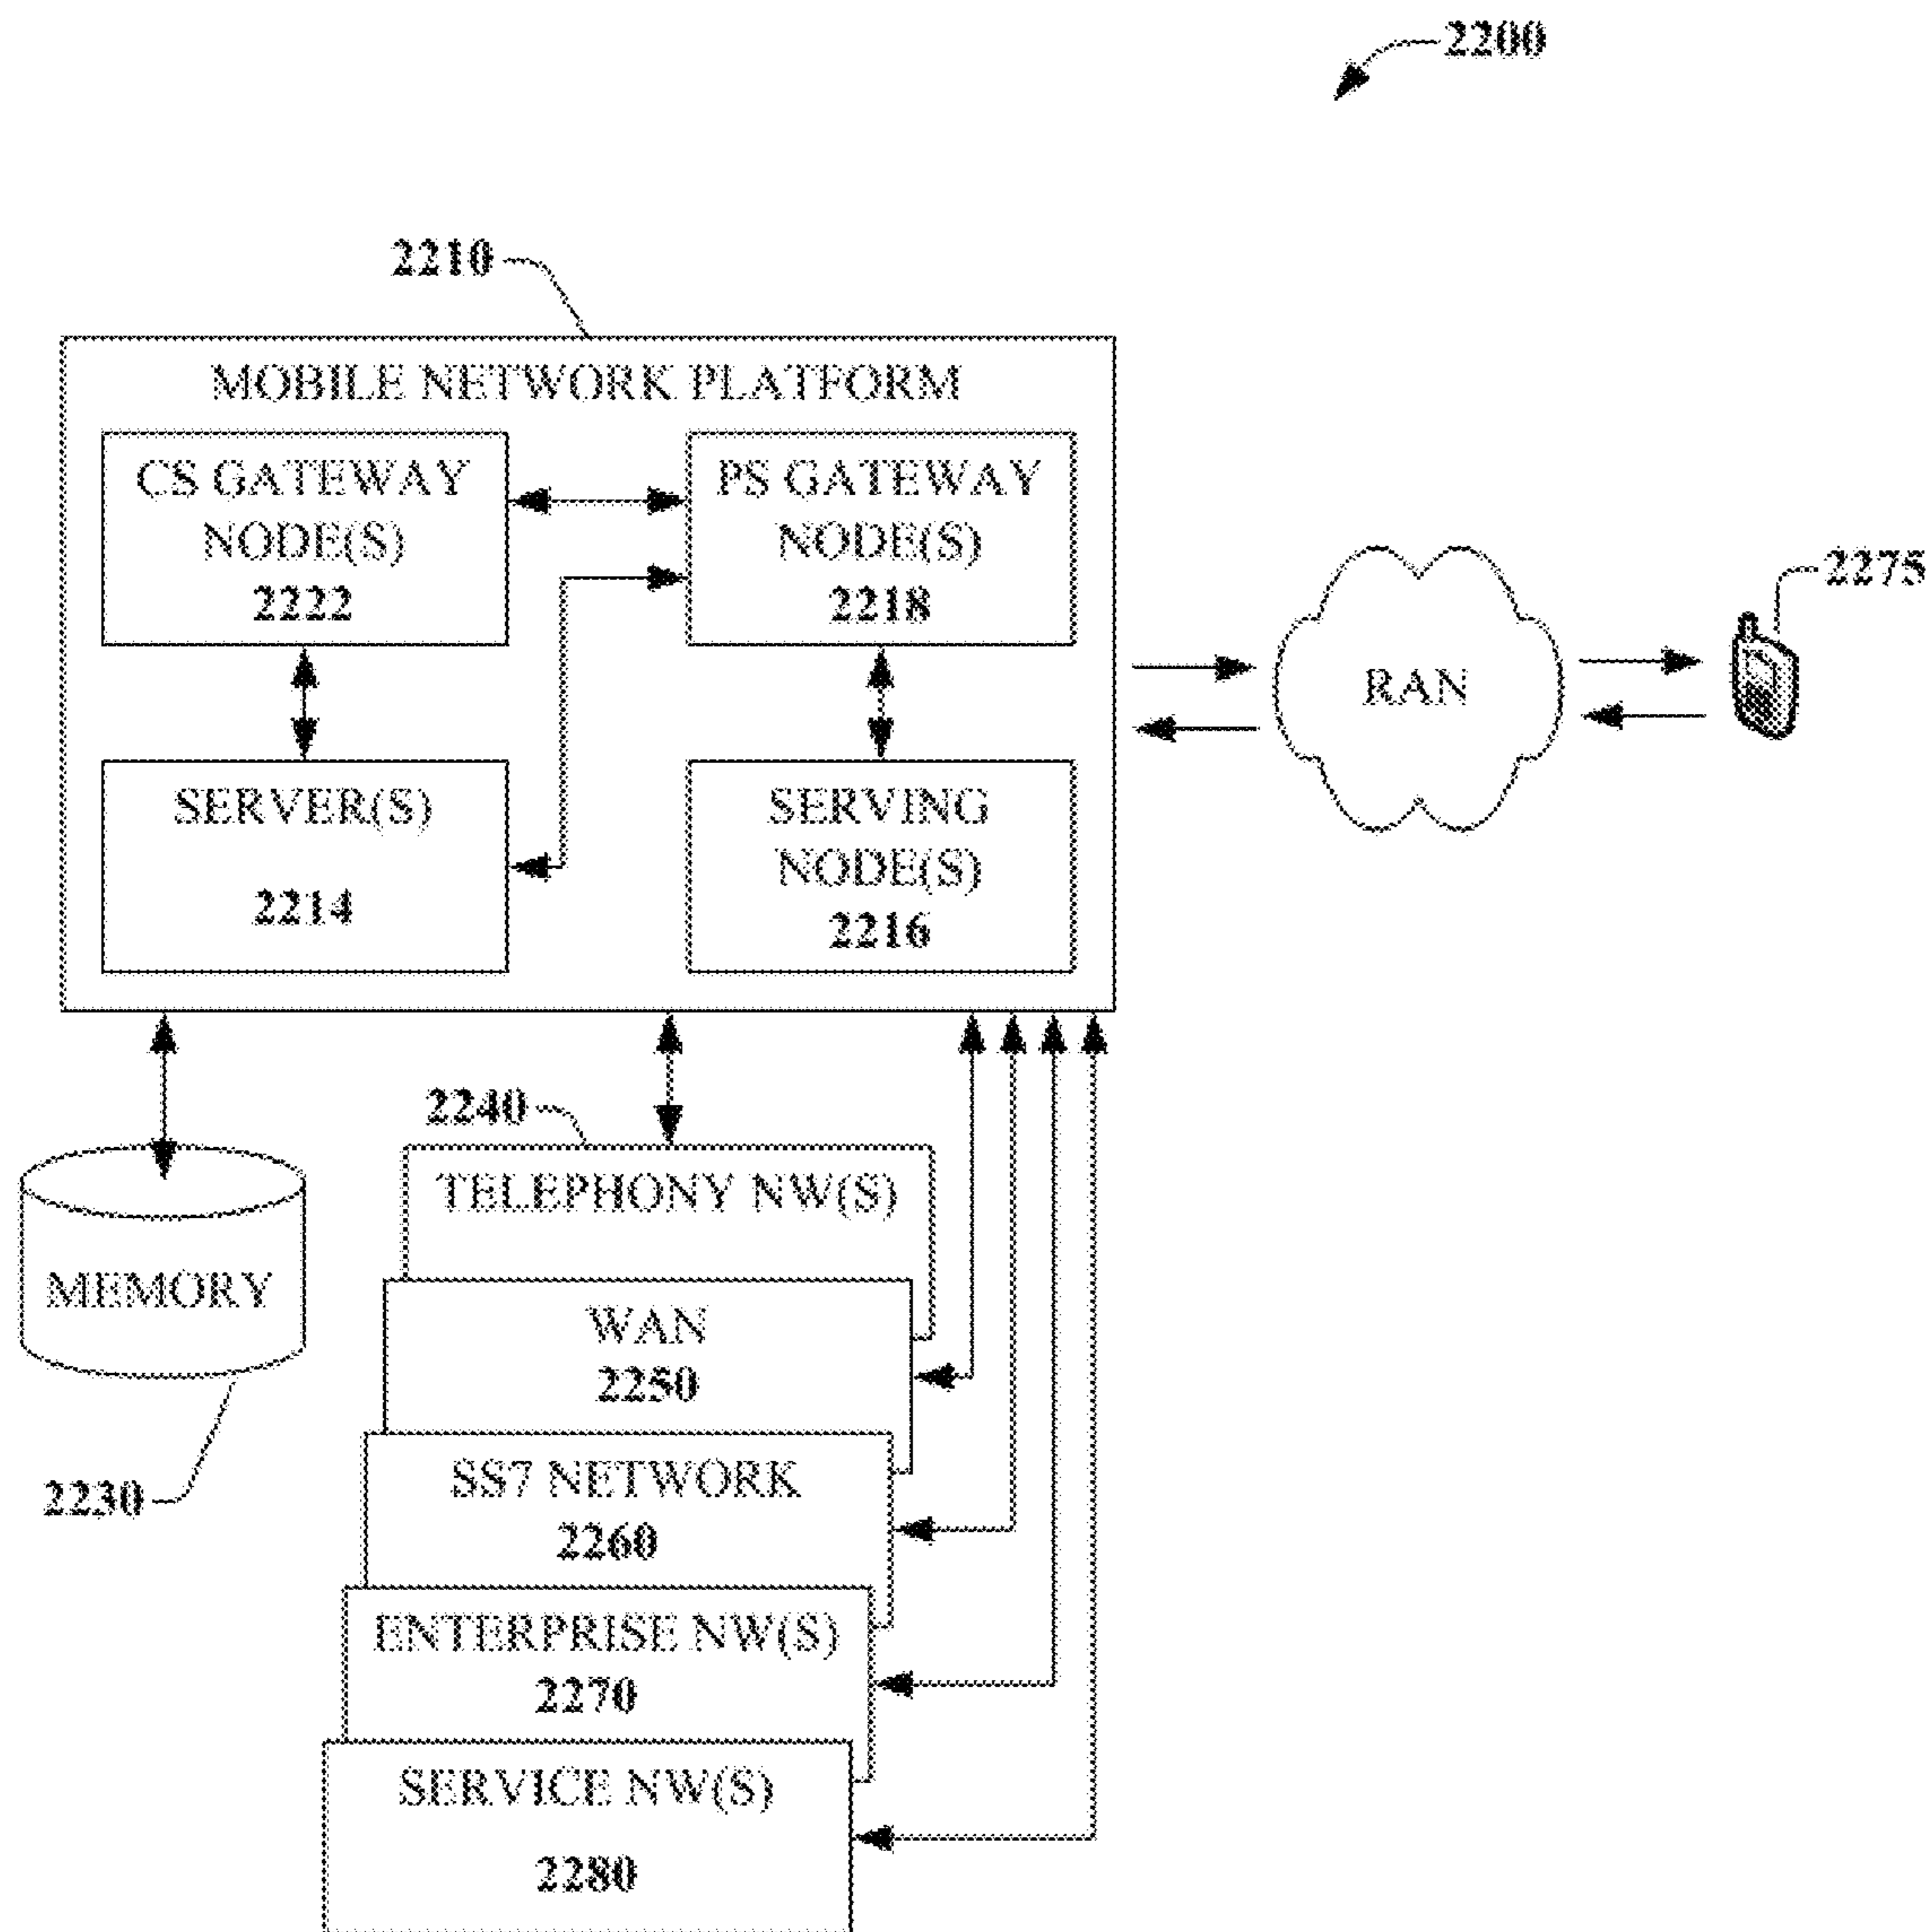 2200
2210
MOBILE NETWORK PLATFORM
CS GATEWAY
NODE(S)
2222
PS GATEWAY
NODE(S)
2218
SERVER(S)
2214
SERVING
NODE(S)
2216
RAN
2275
2240
TELEPHONY NW(S)
MEMORY
2230
WAN
2250
SS7 NETWORK
2260
ENTERPRISE NW(S)
2270
SERVICE NW(S)
2280